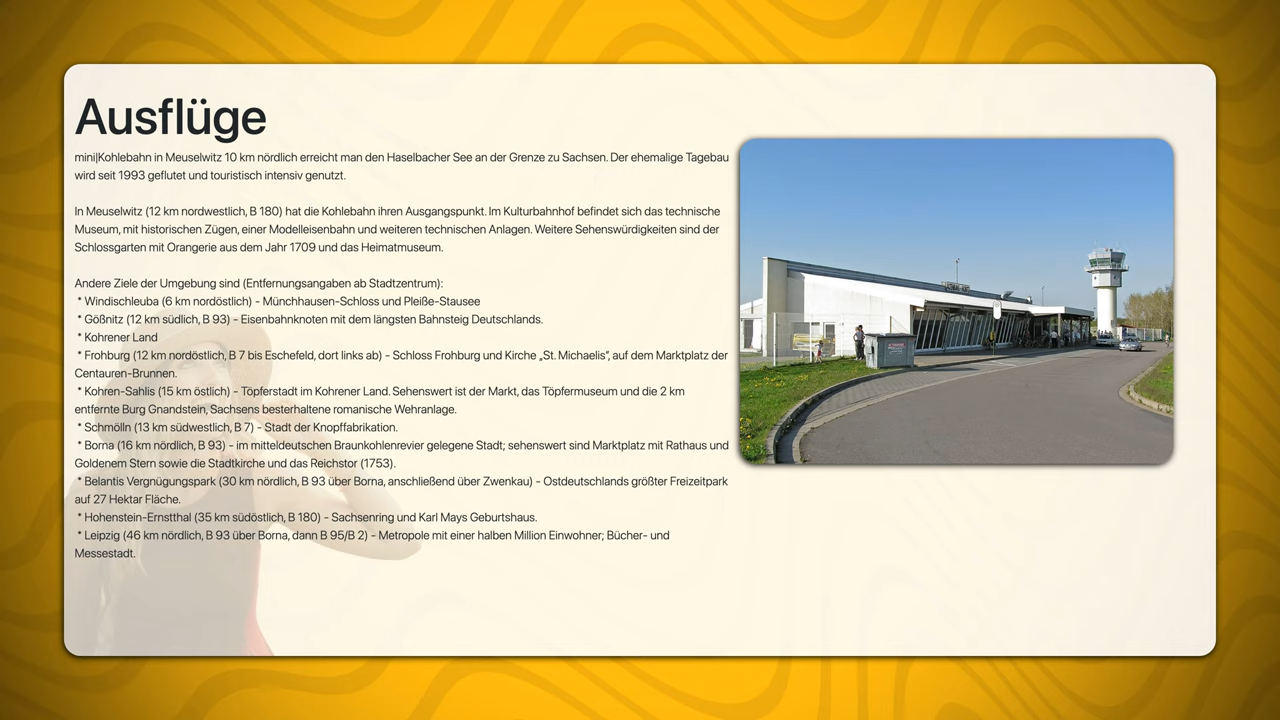 Ausflüge
mini|Kohlebahn in Meuselwitz 10 km nördlich erreicht man den Haselbacher See an der Grenze zu Sachsen. Der ehemalige Tagebau
wird seit 1993 geflutet und touristisch intensiv genutzt.
In Meuselwitz (12 km nordwestlich, B 180) hat die Kohlebahn ihren Ausgangspunkt. Im Kulturbahnhof befindet sich das technische
Museum, mit historischen Zügen, einer Modelleisenbahn und weiteren technischen Anlagen. Weitere Sehenswürdigkeiten sind der
Schlossgarten mit Orangerie aus dem Jahr 1709 und das Heimatmuseum.
Andere Ziele der Umgebung sind (Entfernungsangaben ab Stadtzentrum):
* Windischleuba (6 km nordöstlich) – Münchhausen-Schloss und Pleiße-Stausee
* Gößnitz (12 km südlich, B 93) – Eisenbahnknoten mit dem längsten Bahnsteig Deutschlands.
* Kohrener Land
* Frohburg (12 km nordöstlich, B 7 bis Eschefeld, dort links ab) – Schloss Frohburg und Kirche „St. Michaelis“, auf dem Marktplatz der
Centauren-Brunnen.
* Kohren-Sahlis (15 km östlich) – Töpferstadt im Kohrener Land. Sehenswert ist der Markt, das Töpfermuseum und die 2 km
entfernte Burg Gnandstein, Sachsens besterhaltene romanische Wehranlage.
* Schmölln (13 km südwestlich, B 7) – Stadt der Knopffabrikation.
* Borna (16 km nördlich, B 93) – im mitteldeutschen Braunkohlenrevier gelegene Stadt; sehenswert sind Marktplatz mit Rathaus und
Goldenem Stern sowie die Stadtkirche und das Reichstor (1753).
* Belantis Vergnügungspark (30 km nördlich, B 93 über Borna, anschließend über Zwenkau) – Ostdeutschlands größter Freizeitpark
auf 27 Hektar Fläche.
* Hohenstein-Ernstthal (35 km südöstlich, B 180) – Sachsenring und Karl Mays Geburtshaus.
* Leipzig (46 km nördlich, B 93 über Borna, dann B 95/B 2) – Metropole mit einer halben Million Einwohner; Bücher- und
Messestadt.